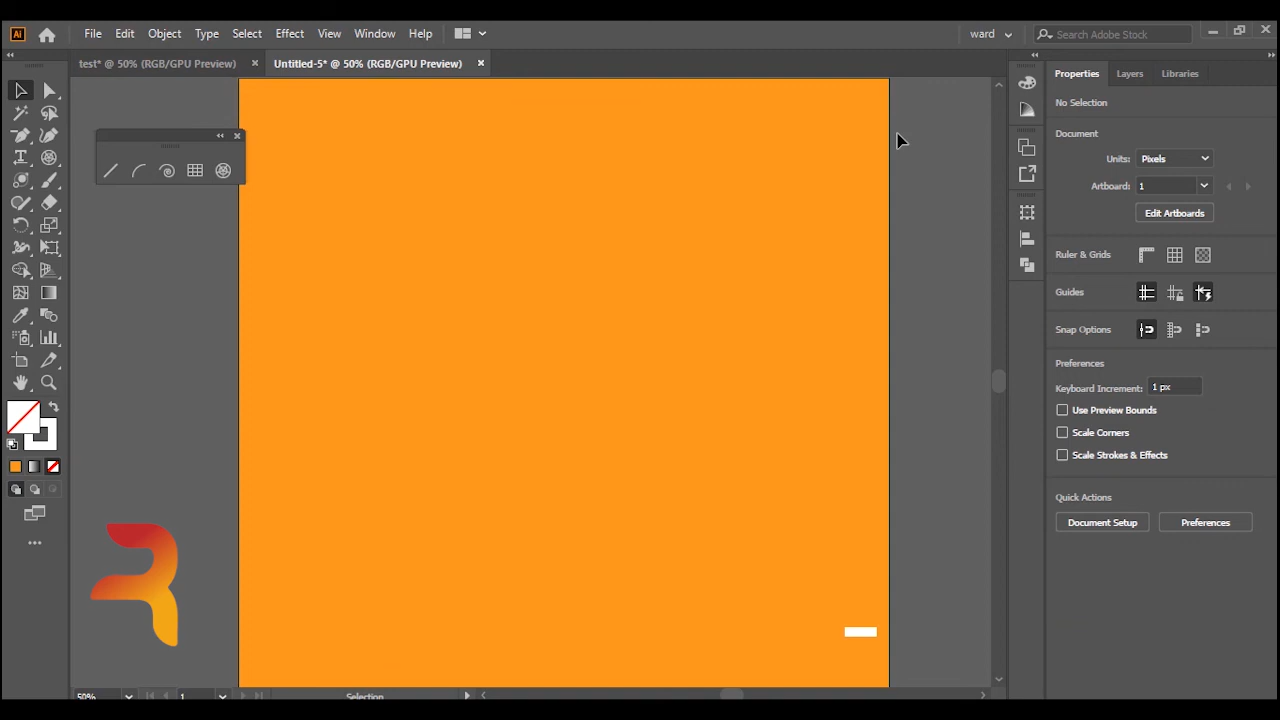 Ai
File Edit Object Type Select Effect View Window Help
ward
Search Adobe Stock
test* @ 50% (RGB/GPU Preview)
Untitled-5* @ 50% (RGB/GPU Preview)
Properties Layers Libraries
No Selection
Document
Units: Pixels
Artboard: 1
Edit Artboards
Ruler & Grids
Guides
Snap Options
Preferences
Keyboard Increment: 1 px
Use Preview Bounds
Scale Corners
Scale Strokes & Effects
Quick Actions
Document Setup Preferences
50% 1 Selection